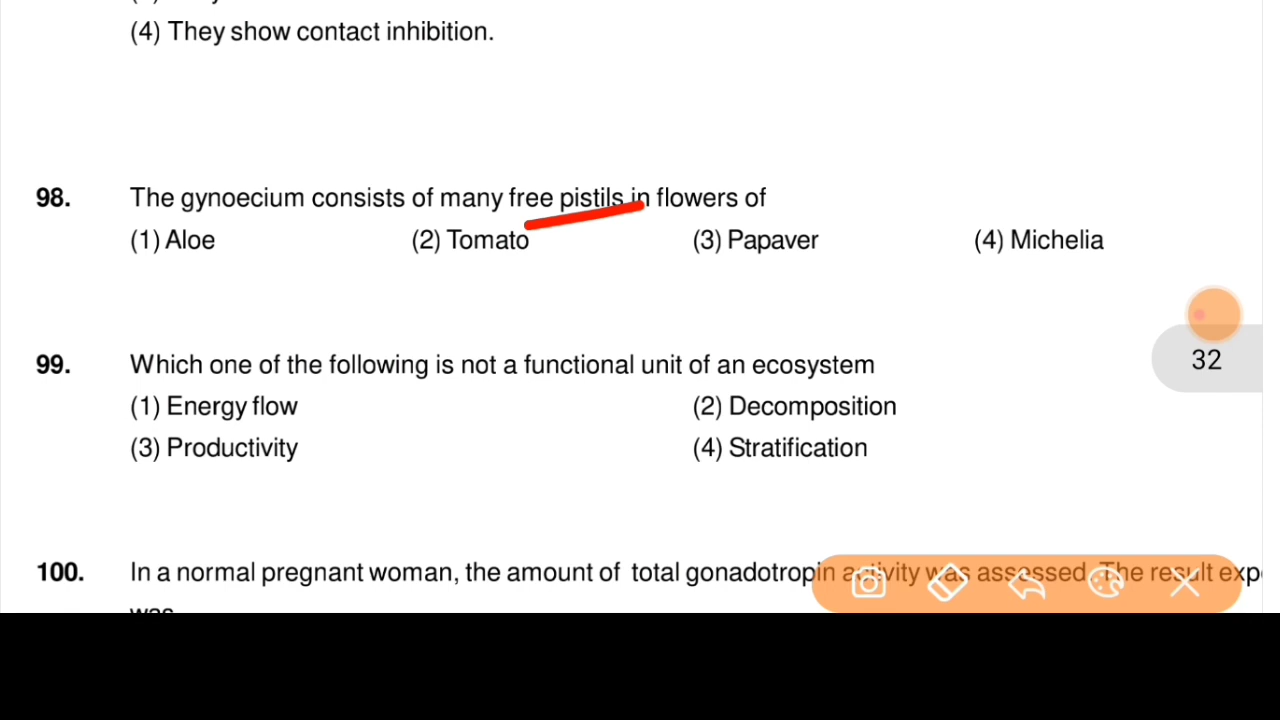 (4) They show contact inhibition.
98. The gynoecium consists of many free pistils in flowers of
(1) Aloe (2) Tomato (3) Papaver (4) Michelia
32
99. Which one of the following is not a functional unit of an ecosystem
(1) Energy flow (2) Decomposition
(3) Productivity (4) Stratification
100. In a normal pregnant woman, the amount of total gonadotropin activity was assessed. The result exp
was